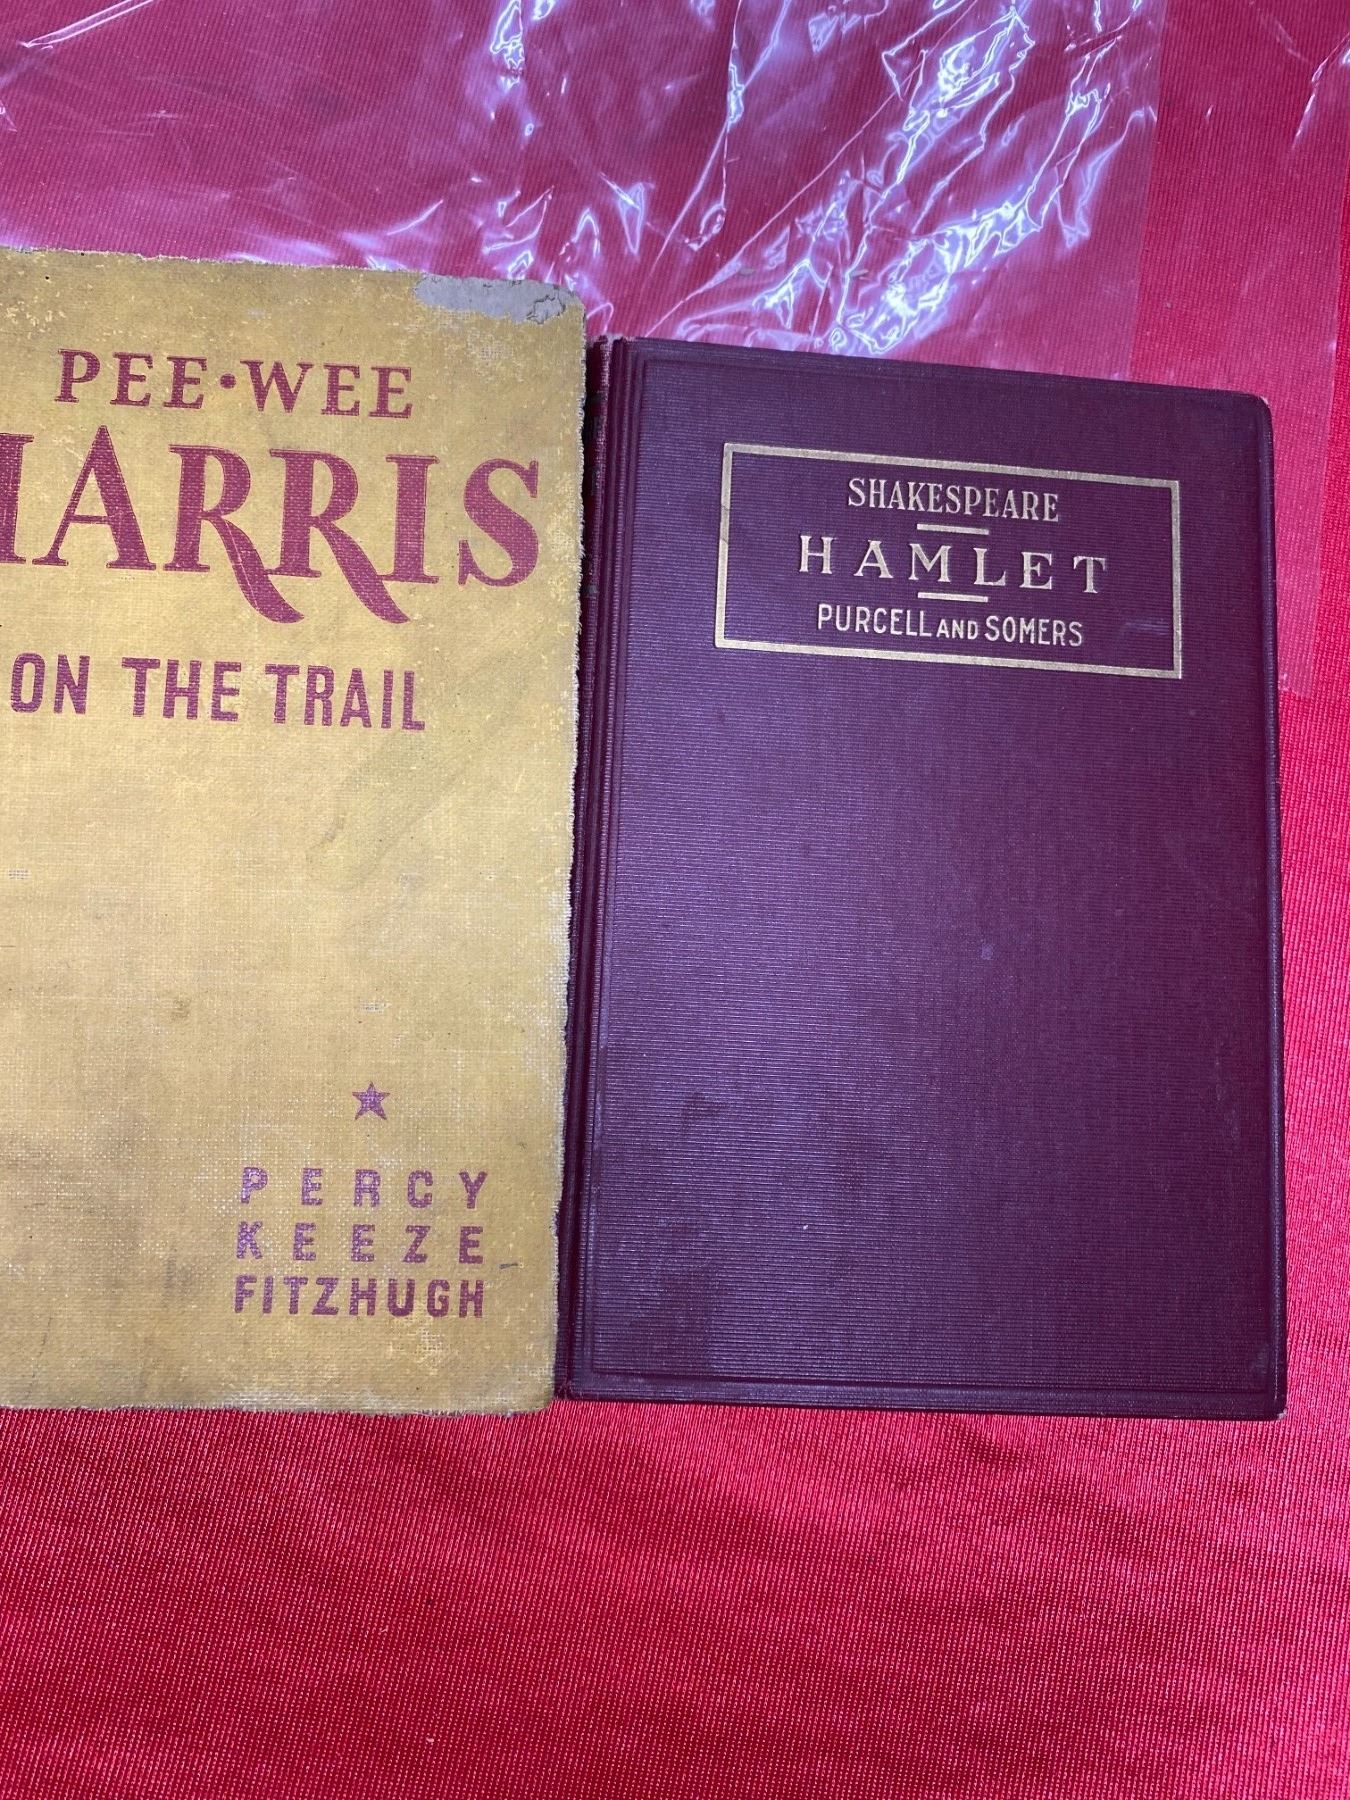 PEE·WEE
HARRIS
ON THE TRAIL
PERCY
KEEZE
FITZHUGH
SHAKESPEARE
HAMLET
PURCELL AND SOMERS